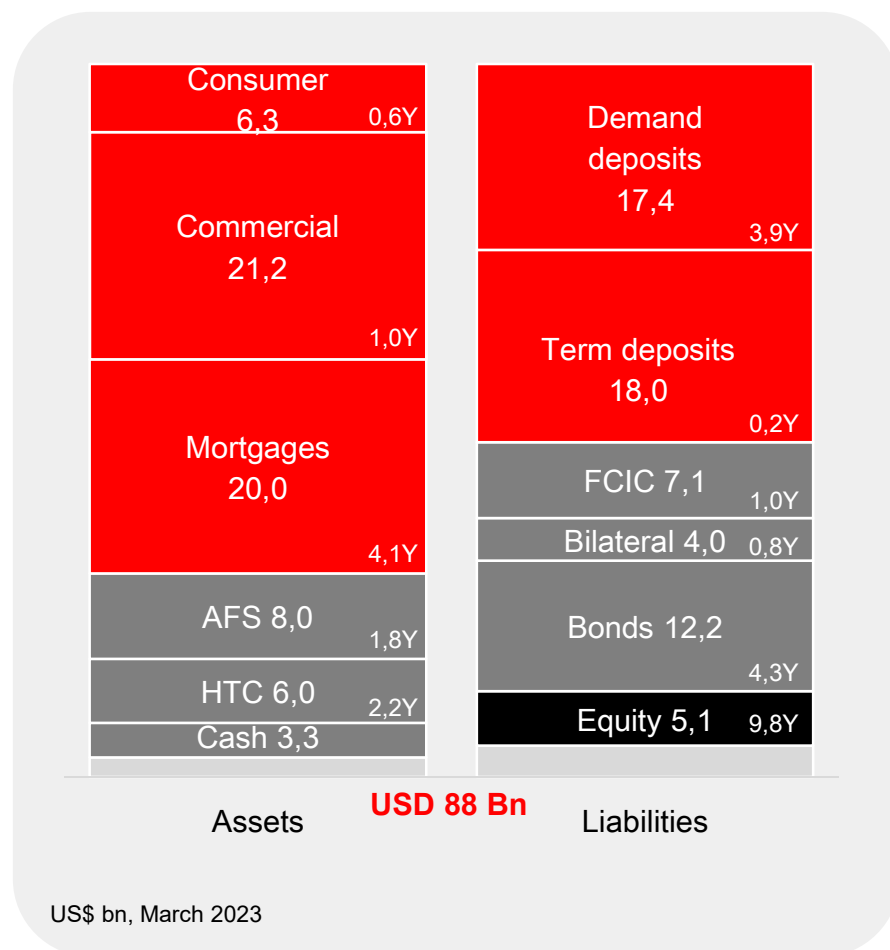 Consumer
6,3
0,6Y
Commercial
21,2
1,0Y
Mortgages
20,0
4,1Y
AFS 8,0
1,8Y
HTC 6,0
2,2Y
Cash 3,3
Demand
deposits
17,4
3,9Y
Term deposits
18,0
0,2Y
FCIC 7,1
1,0Y
Bilateral 4,0
0,8Y
Bonds 12,2
4,3Y
Equity 5,1
9,8Y
Assets
USD 88 Bn
Liabilities
US$ bn, March 2023